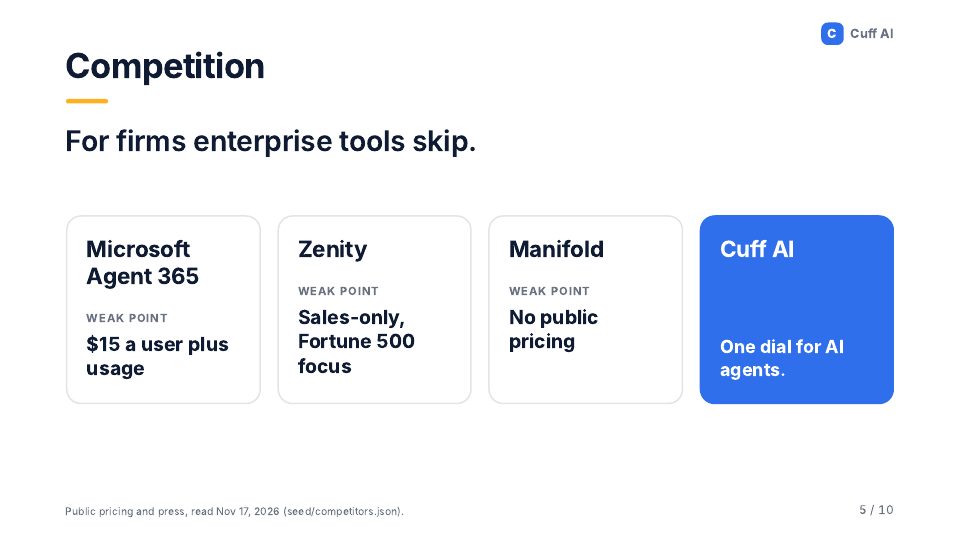 C Cuff AI
Competition
For firms enterprise tools skip.
Microsoft
Agent 365
WEAK POINT
$15 a user plus
usage
Zenity
WEAK POINT
Sales-only,
Fortune 500
focus
Manifold
WEAK POINT
No public
pricing
Cuff AI
One dial for AI
agents.
Public pricing and press, read Nov 17, 2026 (seed/competitors.json).
5 / 10